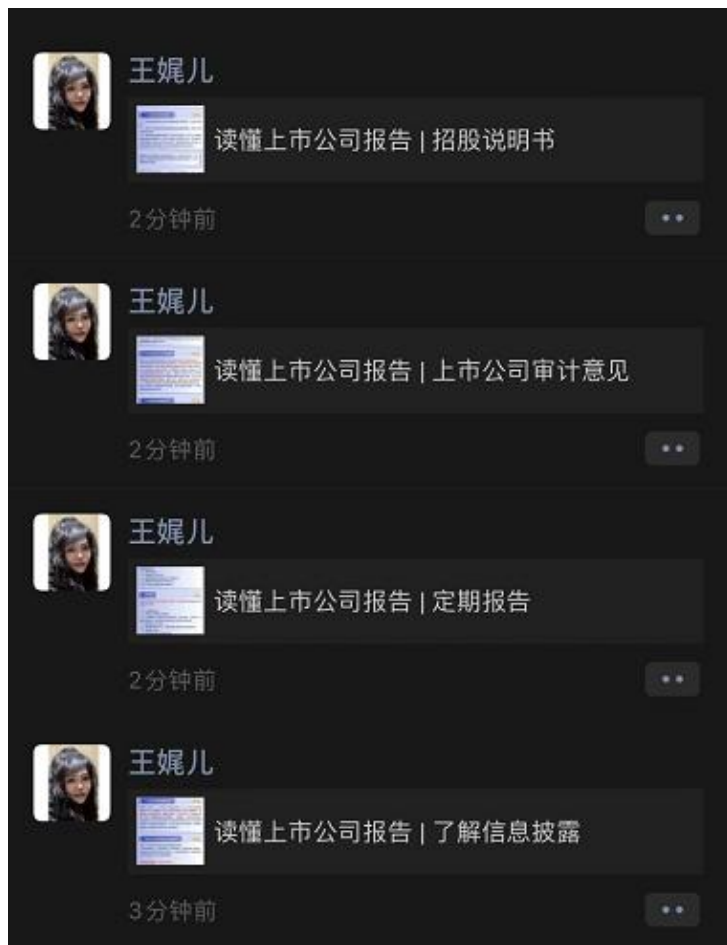 王娓儿
读懂上市公司报告 | 招股说明书
2分钟前
王娓儿
读懂上市公司报告 | 上市公司审计意见
2分钟前
王娓儿
读懂上市公司报告 | 定期报告
2分钟前
王娓儿
读懂上市公司报告 | 了解信息披露
3分钟前